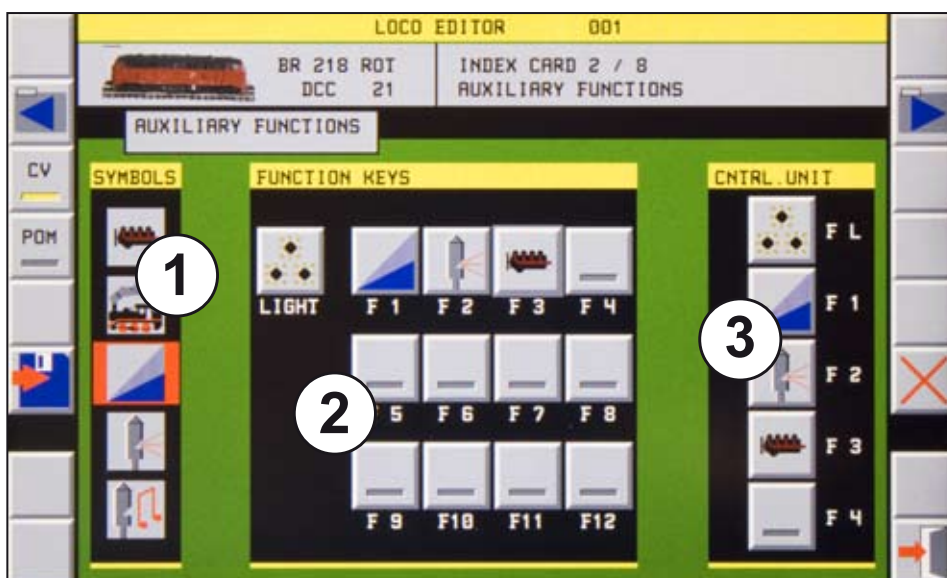 LOCO EDITOR 001
BR 218 ROT
DCC 21
INDEX CARD 2 / 8
AUXILIARY FUNCTIONS
AUXILIARY FUNCTIONS
CV
POM
SYMBOLS
FUNCTION KEYS
CNTRL.UNIT
1
LIGHT
F 1 F 2 F 3 F 4
2
5 F 6 F 7 F 8
F 9 F10 F11 F12
F L
F 1
3
F 2
F 3
F 4